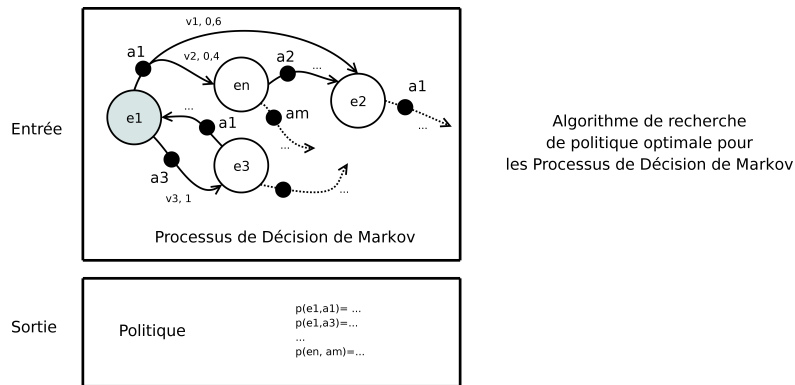 v1, 0,6
a1
v2, 0,4
a2
...
en
e2
a1
...
am
...
e1
...
a1
e3
a3
v3, 1
...
Entrée
Processus de Décision de Markov
Algorithme de recherche
de politique optimale pour
les Processus de Décision de Markov
Sortie
Politique
p(e1,a1)= ...
p(e1,a3)=...
...
p(en, am)=...